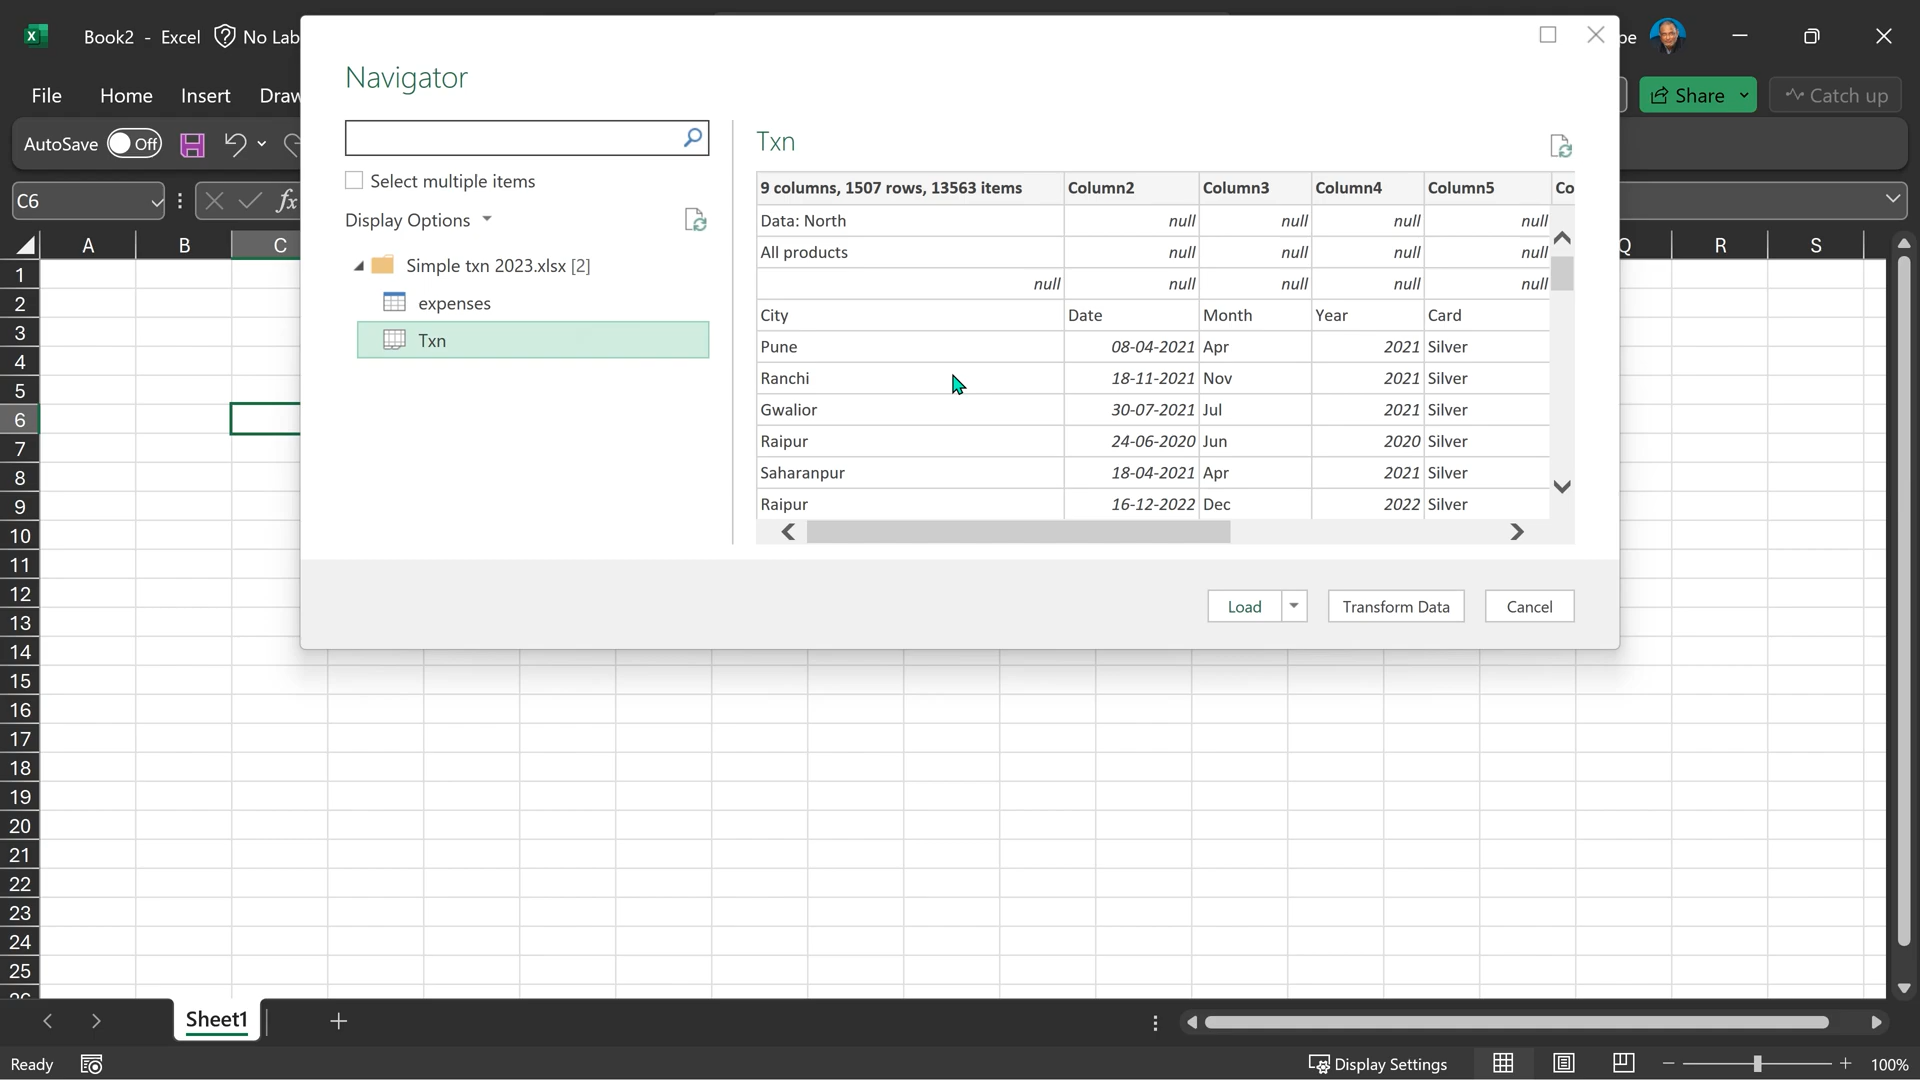 Book2 - Excel No Lab pe
File Home Insert Draw Share Catch up
AutoSave Off
C6 fx
A B C Q R S
1
2
3
4
5
6
7
8
9
10
11
12
13
14
15
16
17
18
19
20
21
22
23
24
25
26
Navigator
Select multiple items
Display Options
Simple txn 2023.xlsx [2]
expenses
Txn
Txn
9 columns, 1507 rows, 13563 items Column2 Column3 Column4 Column5 Co
Data: North null null null null
All products null null null null
null null null null null
City Date Month Year Card
Pune 08-04-2021 Apr 2021 Silver
Ranchi 18-11-2021 Nov 2021 Silver
Gwalior 30-07-2021 Jul 2021 Silver
Raipur 24-06-2020 Jun 2020 Silver
Saharanpur 18-04-2021 Apr 2021 Silver
Raipur 16-12-2022 Dec 2022 Silver
Load Transform Data Cancel
Sheet1
Ready Display Settings 100%